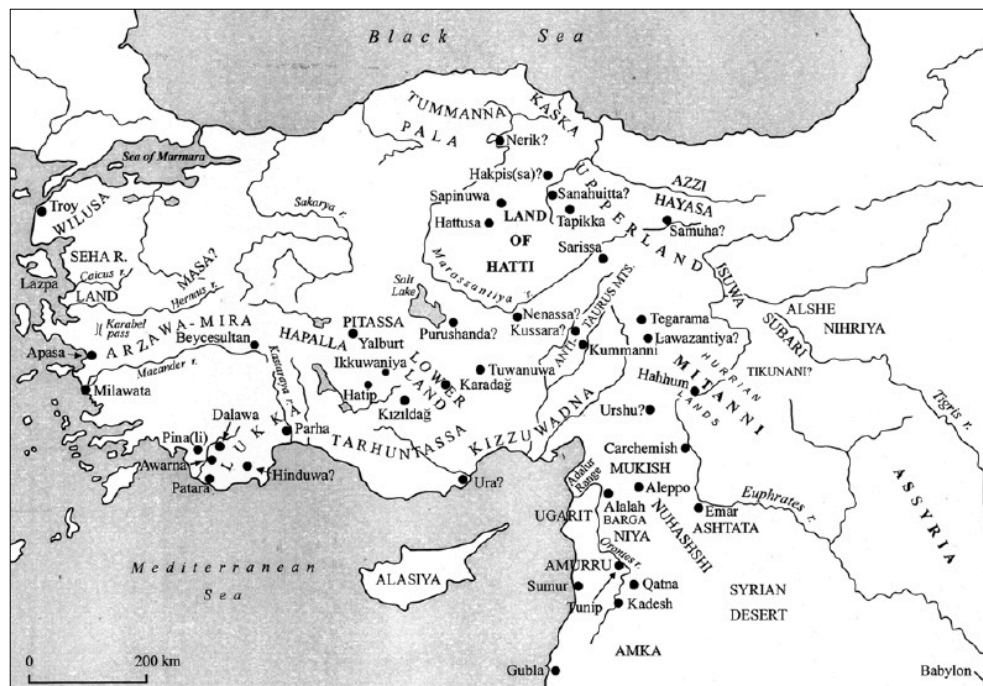 Black Sea
TUMMANNA
KASKA
PALA
Nerik?
Sea of Marmara
Hakpis(sa)?
AZZI
HAYASA
UPPER LAND
Sanahuitta?
Sapinuwa
Tapikka
Troy
WILUSA
Sakarya r.
Hattusa
LAND
OF
HATTI
Samuha?
Sarissa
SEHA R.
LAND
MASA?
Lazpa
Caicus r.
Hermus r.
Marassantiya r.
ISUWA
ALSHE
SUBARI
NIHRIYA
Salt
Lake
ANTI-TAURUS MTS.
Karabel
pass
ARZAWA-MIRA
HAPALLA
PITASSA
Yalburt
Purushanda?
Nenassa?
Kussara?
Tegarama
Lawazantiya?
Kummanni
Apasa
Beycesultan
Maeander r.
Kastaraya r.
Ikkuwaniya
LOWER
LAND
Tuwanuwa
Karadağ
Hatip
Kızıldağ
MITANNI
HURRIAN
LANDS
TIKUNANI?
Hahhum
Tigris r.
Milawata
Urshu?
Dalawa
Pina(li)
LUKKA
Parha
TARHUNTASSA
KIZZUWADNA
Awarna
Hinduwa?
Patara
Ura?
Carchemish
MUKISH
Adalur
Range
Aleppo
Alalah
UGARIT
BARGA
NIYA
NUHASHSHI
Emar
ASHTATA
Euphrates r.
ASSYRIA
Orontes r.
Mediterranean
Sea
ALASIYA
AMURRU
Sumur
Tunip
Qatna
Kadesh
SYRIAN
DESERT
AMKA
0 200 km
Gubla
Babylon